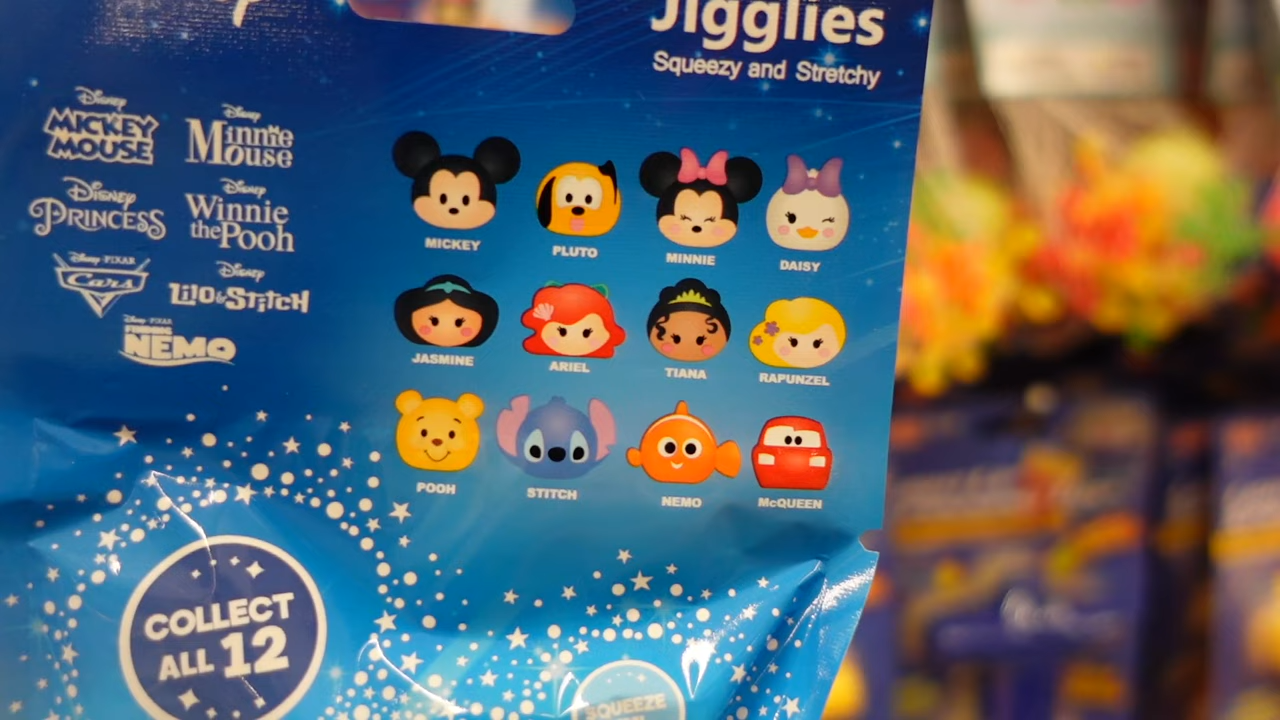 Jigglies
Squeezy and Stretchy
Disney
MICKEY
MOUSE
Disney
Minnie
Mouse
Disney
PRINCESS
Disney
Winnie
the Pooh
Disney • PIXAR
Cars
Disney
LILO & STITCH
Disney • PIXAR
FINDING
NEMO
MICKEY
PLUTO
MINNIE
DAISY
JASMINE
ARIEL
TIANA
RAPUNZEL
POOH
STITCH
NEMO
McQUEEN
COLLECT
ALL 12
SQUEEZE